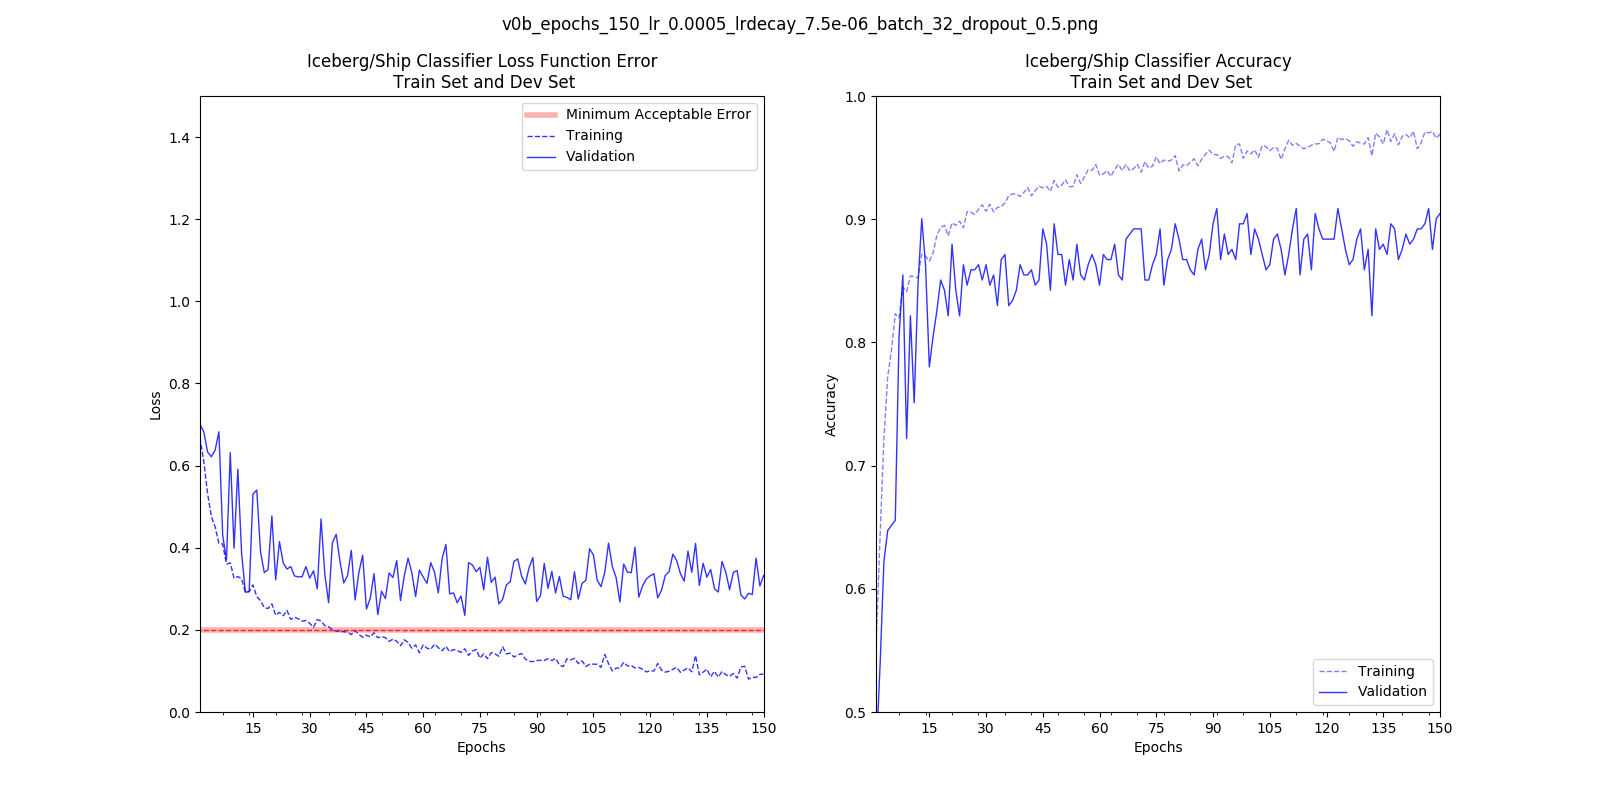 v0b_epochs_150_lr_0.0005_lrdecay_7.5e-06_batch_32_dropout_0.5.png
Iceberg/Ship Classifier Loss Function Error
Train Set and Dev Set
Minimum Acceptable Error
Training
Validation
1.4
1.2
1.0
0.8
0.6
0.4
0.2
0.0
Loss
15
30
45
60
75
90
105
120
135
150
Epochs
Iceberg/Ship Classifier Accuracy
Train Set and Dev Set
1.0
0.9
0.8
0.7
0.6
0.5
Accuracy
Training
Validation
15
30
45
60
75
90
105
120
135
150
Epochs